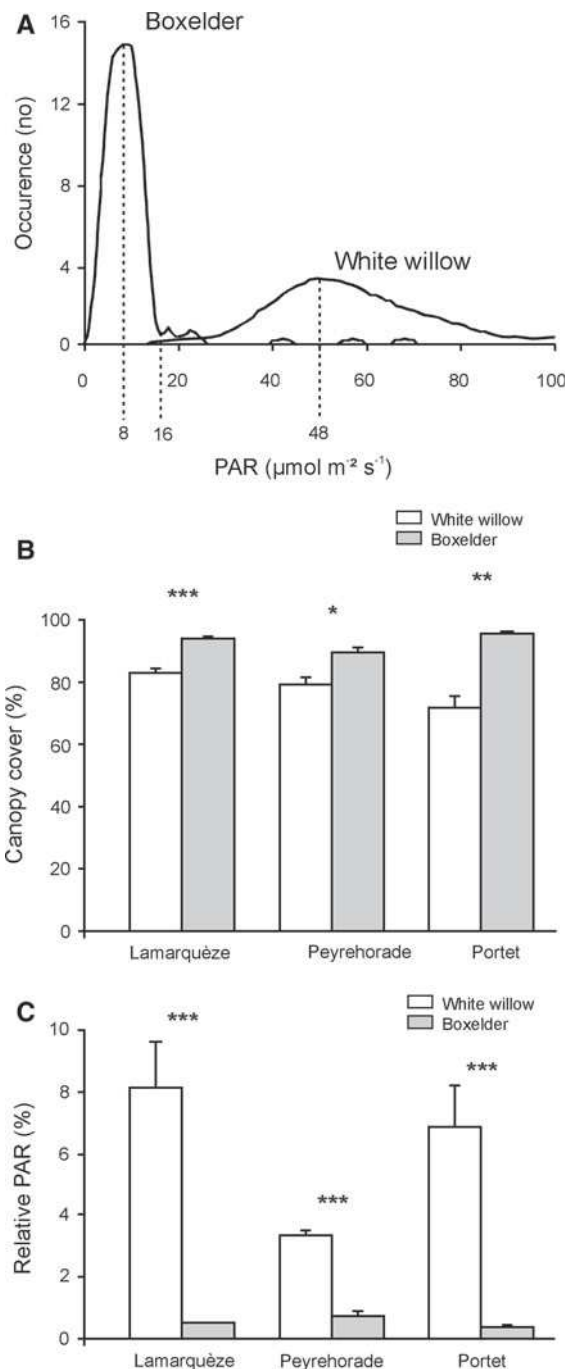 A
Boxelder
16
12
8
4
0
Occurence (no)
White willow
0 20 40 60 80 100
8 16 48
PAR (µmol m⁻² s⁻¹)
B
White willow
Boxelder
*** * **
100
80
60
40
20
0
Canopy cover (%)
Lamarquèze Peyrehorade Portet
C
White willow
Boxelder
*** *** ***
10
8
6
4
2
0
Relative PAR (%)
Lamarquèze Peyrehorade Portet